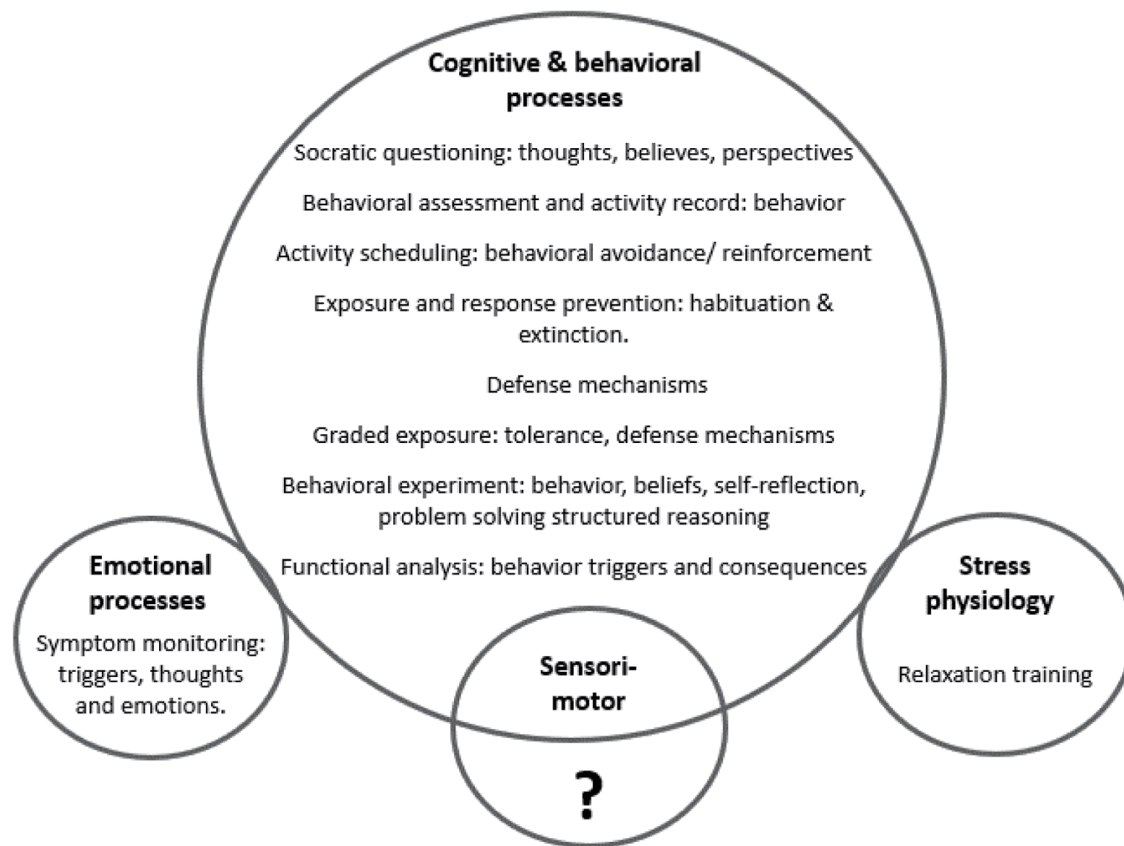 Cognitive & behavioral
processes
Socratic questioning: thoughts, believes, perspectives
Behavioral assessment and activity record: behavior
Activity scheduling: behavioral avoidance/ reinforcement
Exposure and response prevention: habituation &
extinction.
Defense mechanisms
Graded exposure: tolerance, defense mechanisms
Behavioral experiment: behavior, beliefs, self-reflection,
problem solving structured reasoning
Functional analysis: behavior triggers and consequences
Emotional
processes
Symptom monitoring:
triggers, thoughts
and emotions.
Sensori-
motor
?
Stress
physiology
Relaxation training